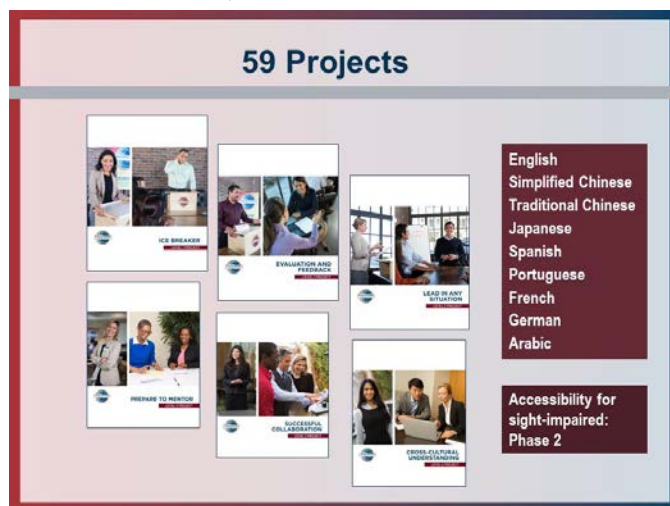 59 Projects
ICE BREAKER
EVALUATION AND
FEEDBACK
LEAD IN ANY
SITUATION
PREPARE TO MENTOR
SUCCESSFUL
COLLABORATION
CROSS-CULTURAL
UNDERSTANDING
English
Simplified Chinese
Traditional Chinese
Japanese
Spanish
Portuguese
French
German
Arabic
Accessibility for
sight-impaired:
Phase 2